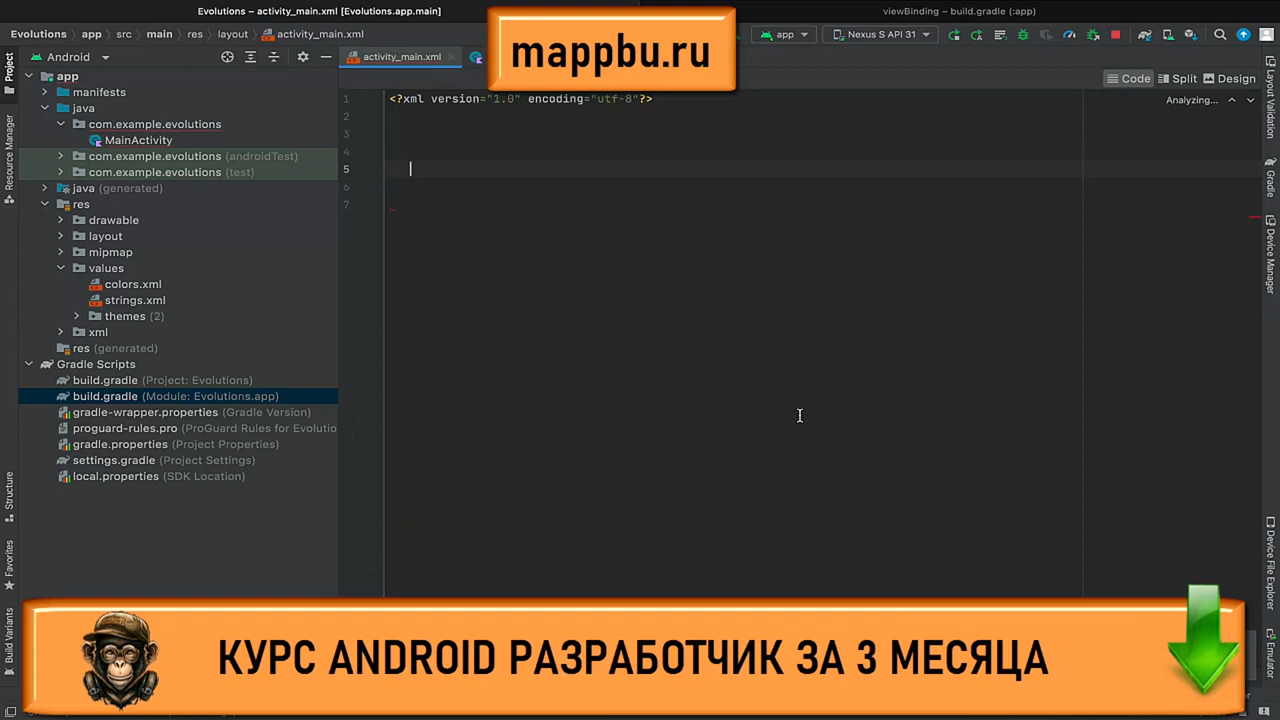 Evolutions – activity_main.xml [Evolutions.app.main]
viewBinding – build.gradle (:app)
Evolutions app src main res layout activity_main.xml
app
Nexus S API 31
mappbu.ru
Android
activity_main.xml
Code
Split
Design
Project
Resource Manager
Structure
Favorites
Build Variants
app
manifests
java
com.example.evolutions
MainActivity
com.example.evolutions (androidTest)
com.example.evolutions (test)
java (generated)
res
drawable
layout
mipmap
values
colors.xml
strings.xml
themes (2)
xml
res (generated)
Gradle Scripts
build.gradle (Project: Evolutions)
build.gradle (Module: Evolutions.app)
gradle-wrapper.properties (Gradle Version)
proguard-rules.pro (ProGuard Rules for Evolutio
gradle.properties (Project Properties)
settings.gradle (Project Settings)
local.properties (SDK Location)
1 <?xml version="1.0" encoding="utf-8"?>
2
3
4
5
6
7
Analyzing...
Layout Validation
Gradle
Device Manager
Device File Explorer
Emulator
КУРС ANDROID РАЗРАБОТЧИК ЗА 3 МЕСЯЦА